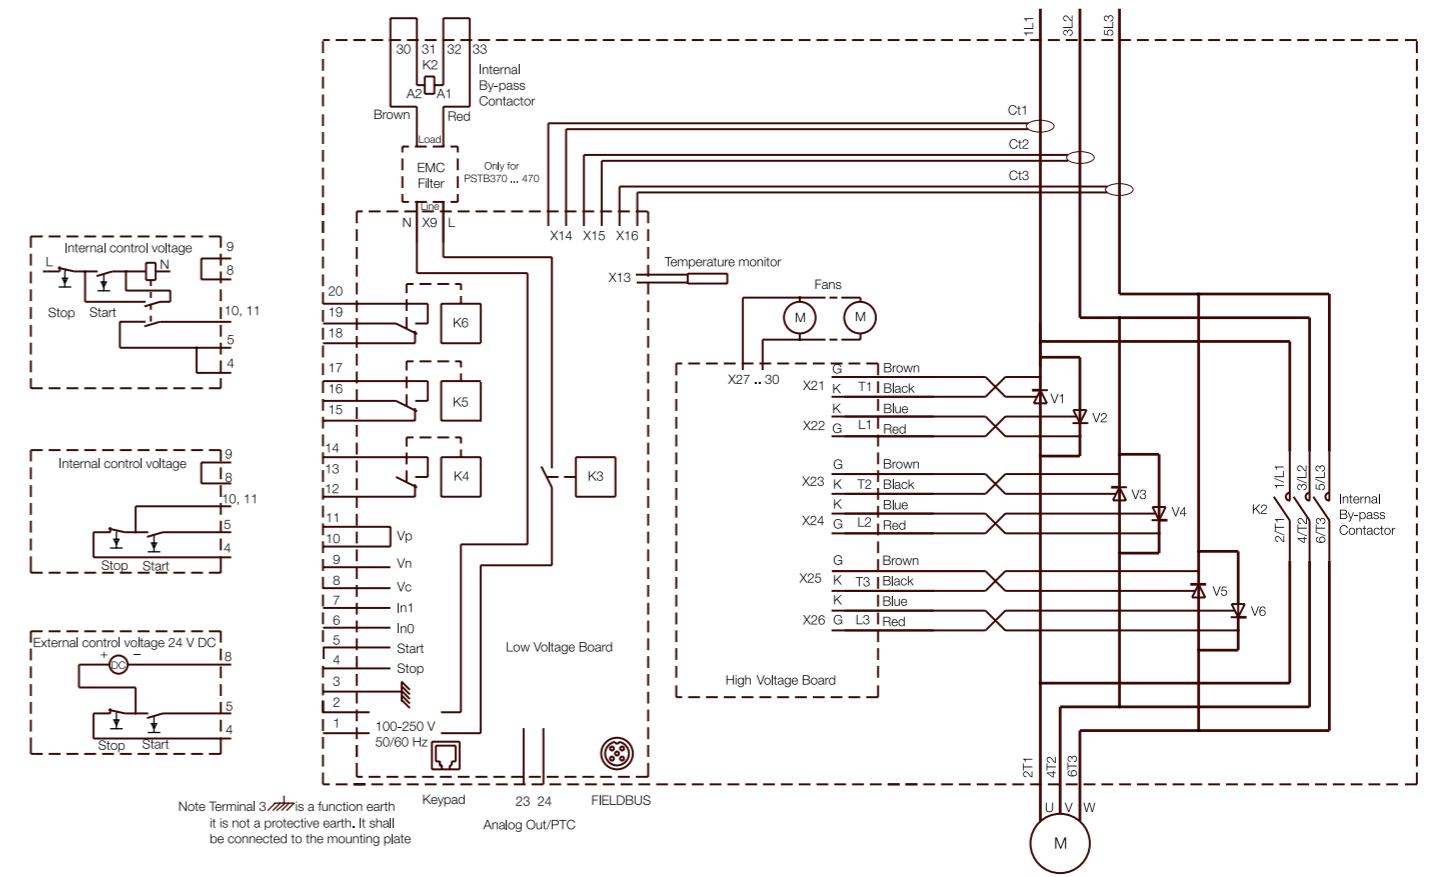 30 31 32 33
K2
A2 A1
Internal
By-pass
Contactor
Brown
Red
Load
EMC
Filter
Only for
PSTB370 ... 470
Line
N X9 L
1L1
3L2
5L3
Ct1
Ct2
Ct3
X14 X15 X16
X13
Temperature monitor
Fans
M
M
X27 .. 30
Internal control voltage
L
N
Stop Start
9
8
10, 11
5
4
Internal control voltage
9
8
10, 11
5
4
Stop Start
External control voltage 24 V DC
+ −
DC
8
5
4
Stop Start
20
19
18
K6
17
16
15
K5
14
13
12
K4
K3
11
10
Vp
9 Vn
8 Vc
7 In1
6 In0
5 Start
4 Stop
3
2
1
100-250 V
50/60 Hz
Low Voltage Board
Keypad
23 24
Analog Out/PTC
FIELDBUS
X21
G Brown
K T1 Black
X22
K Blue
G L1 Red
X23
G Brown
K T2 Black
X24
K Blue
G L2 Red
X25
G Brown
K T3 Black
X26
K Blue
G L3 Red
High Voltage Board
V1
V2
V3
V4
V5
V6
K2
1/L1
3/L2
5/L3
2/T1
4/T2
6/T3
Internal
By-pass
Contactor
2T1
4T2
6T3
U V W
M
Note Terminal 3 is a function earth
it is not a protective earth. It shall
be connected to the mounting plate